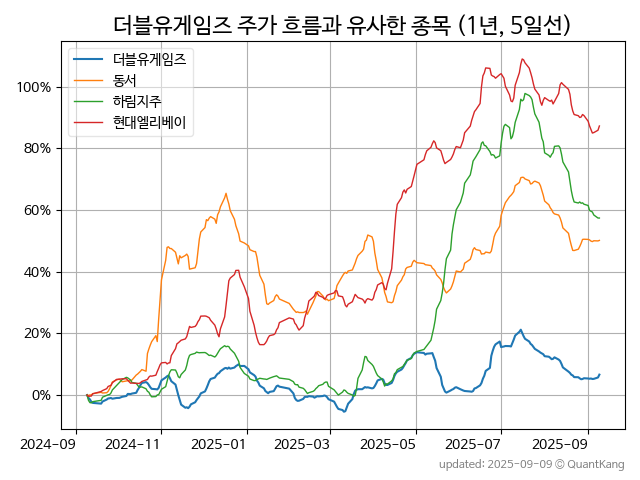 더블유게임즈 주가 흐름과 유사한 종목 (1년, 5일선)
더블유게임즈
동서
하림지주
현대엘리베이
100%
80%
60%
40%
20%
0%
2024-09 2024-11 2025-01 2025-03 2025-05 2025-07 2025-09
updated: 2025-09-09 © QuantKang